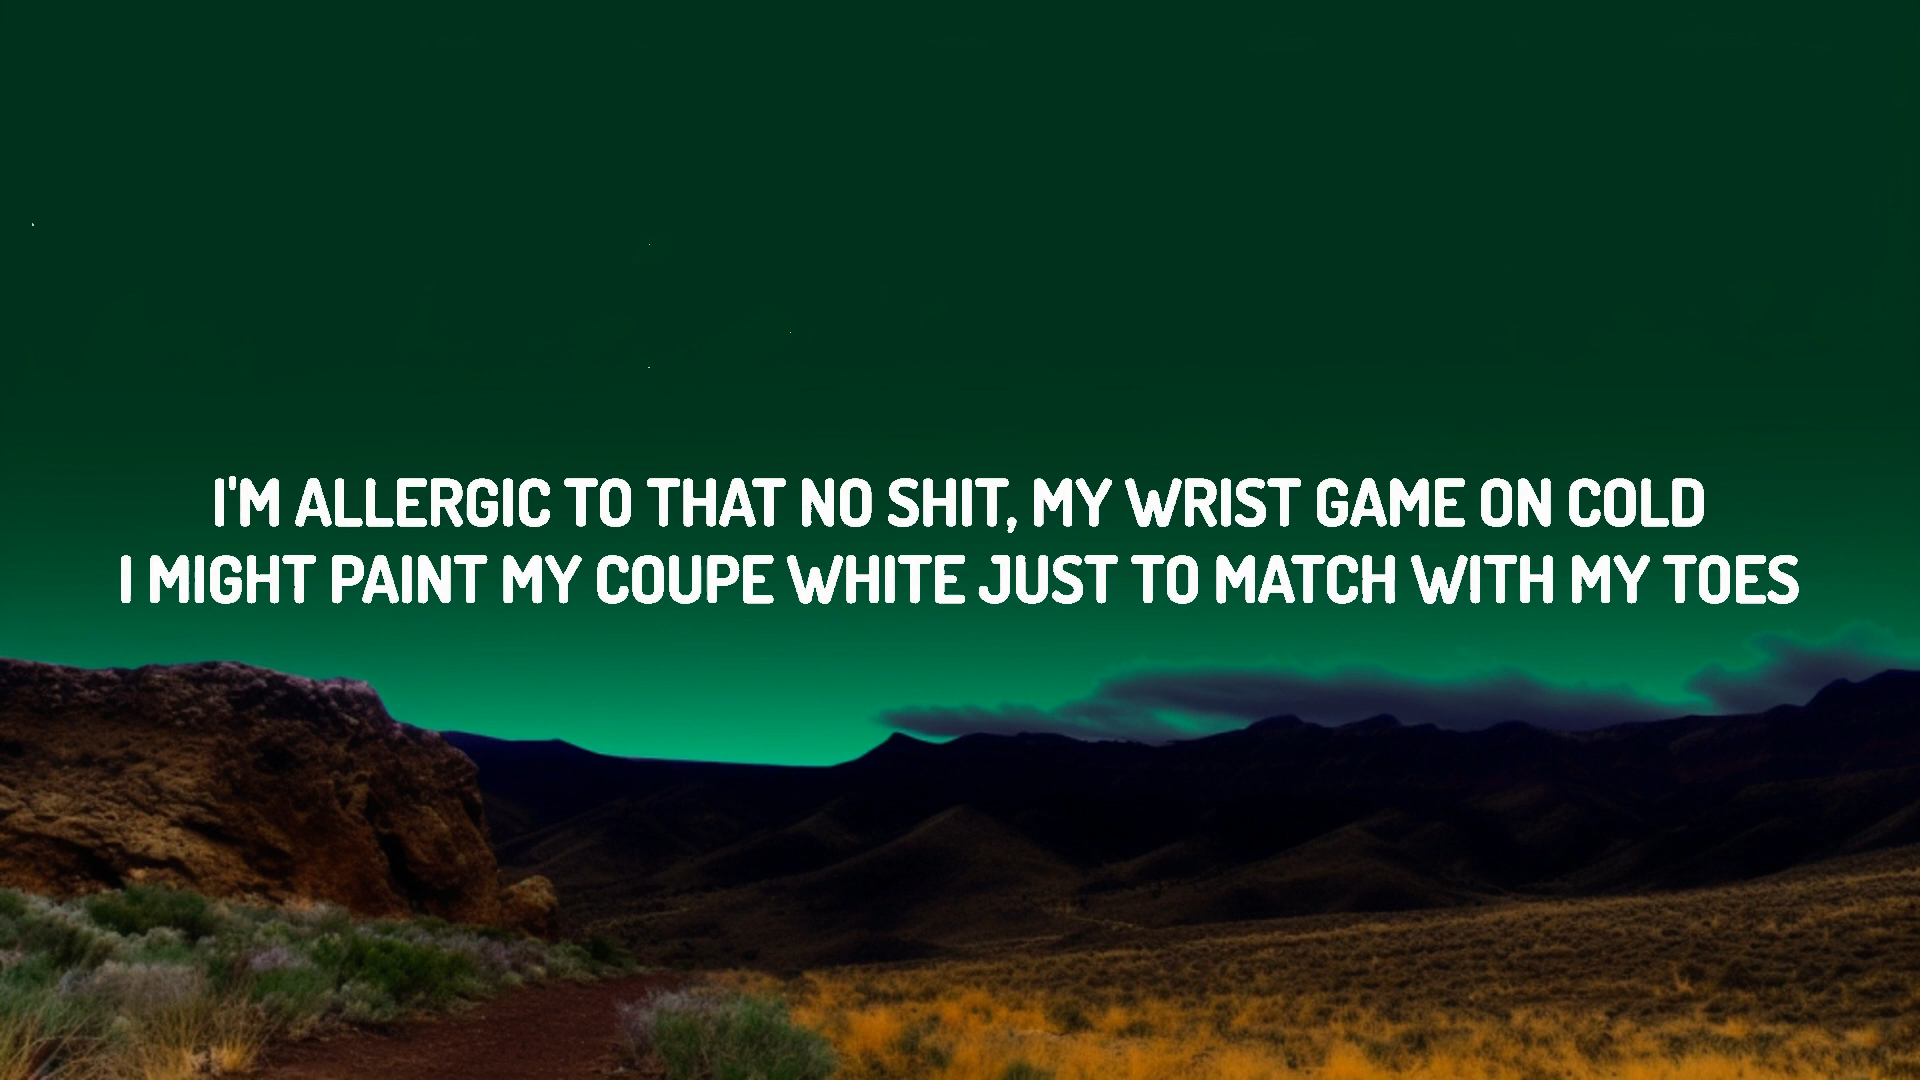 I'M ALLERGIC TO THAT NO SHIT, MY WRIST GAME ON COLD
I MIGHT PAINT MY COUPE WHITE JUST TO MATCH WITH MY TOES